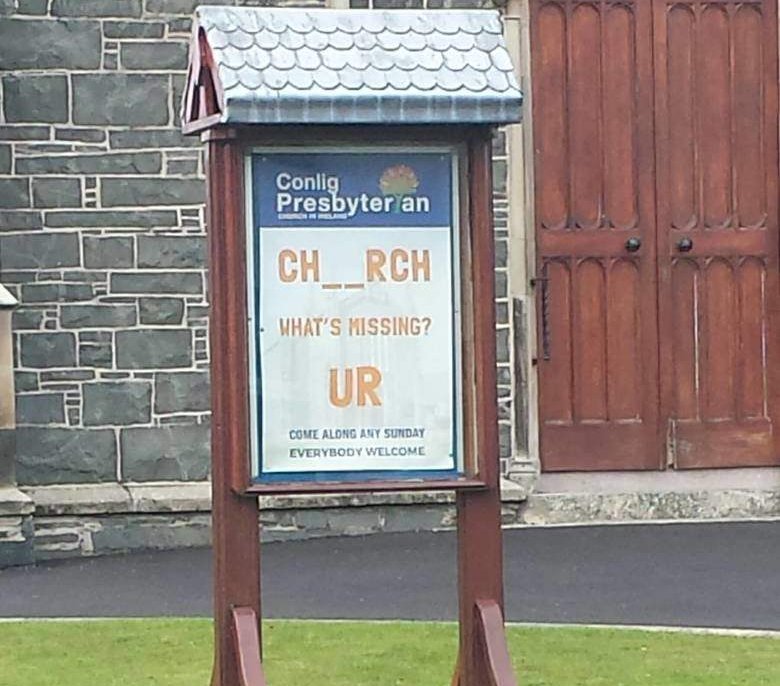 Conlig
Presbyterian
CHURCH IN IRELAND
CH__RCH
WHAT'S MISSING?
UR
COME ALONG ANY SUNDAY
EVERYBODY WELCOME